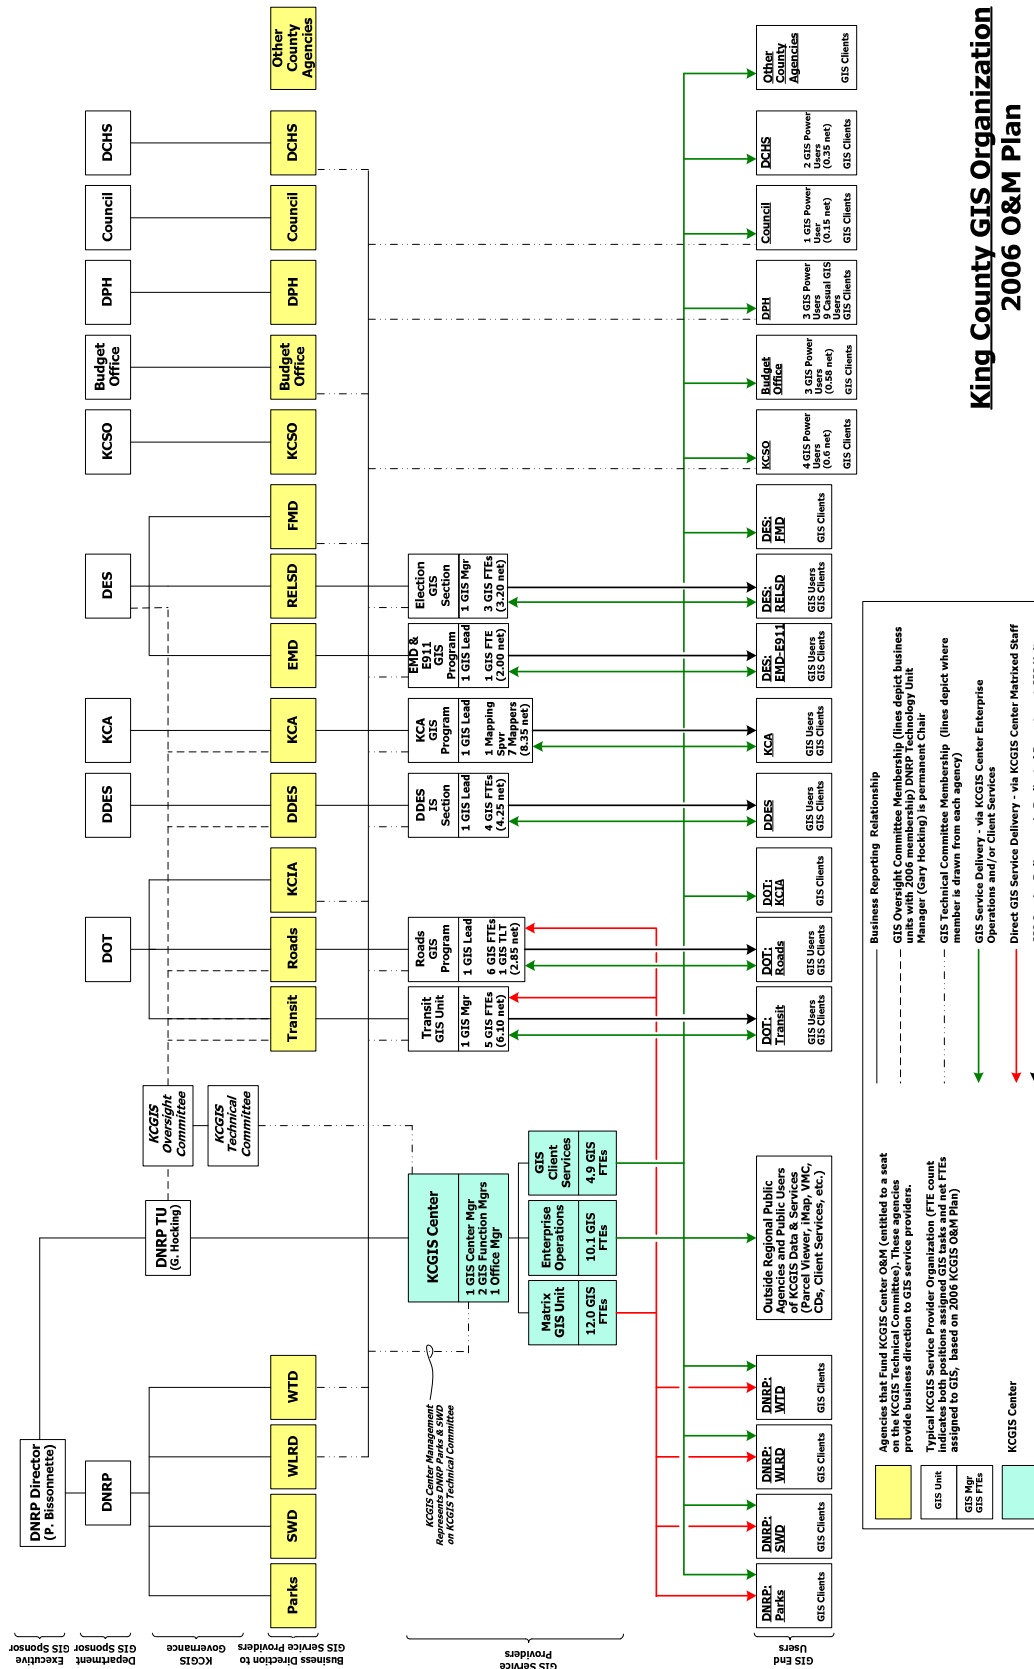 King County GIS Organization
2006 O&M Plan
Executive
GIS Sponsor
DNRP Director
(P. Bissonnette)
Department
GIS Sponsor
DNRP
DOT
DDES
KCA
DES
KCSO
Budget
Office
DPH
Council
DCHS
KCGIS
Governance
DNRP TU
(G. Hocking)
KCGIS
Oversight
Committee
KCGIS
Technical
Committee
Business Direction to
GIS Service Providers
Parks
SWD
WLRD
WTD
Transit
Roads
KCIA
DDES
KCA
EMD
RELSD
FMD
KCSO
Budget
Office
DPH
Council
DCHS
Other
County
Agencies
GIS Service
Providers
KCGIS Center Management
Represents DNRP Parks & SWD
on KCGIS Technical Committee
KCGIS Center
1 GIS Center Mgr
2 GIS Function Mgrs
1 Office Mgr
Matrix
GIS Unit
12.0 GIS
FTEs
Enterprise
Operations
10.1 GIS
FTEs
GIS
Client
Services
4.9 GIS
FTEs
Transit
GIS Unit
1 GIS Mgr
5 GIS FTEs
(6.10 net)
Roads
GIS
Program
1 GIS Lead
6 GIS FTEs
1 GIS TLT
(2.85 net)
DDES
IS
Section
1 GIS Lead
4 GIS FTEs
(4.25 net)
KCA
GIS
Program
1 GIS Lead
1 Mapping
Spvr
7 Mappers
(8.35 net)
EMD &
E911
GIS
Program
1 GIS Lead
1 GIS FTE
(2.00 net)
Election
GIS
Section
1 GIS Mgr
3 GIS FTEs
(3.20 net)
GIS End
Users
DNRP:
Parks
GIS Clients
DNRP:
SWD
GIS Clients
DNRP:
WLRD
GIS Clients
DNRP:
WTD
GIS Clients
Outside Regional Public
Agencies and Public Users
of KCGIS Data & Services
(Parcel Viewer, iMap, VMC,
CDs, Client Services, etc.)
DOT:
Transit
GIS Users
GIS Clients
DOT:
Roads
GIS Users
GIS Clients
DOT:
KCIA
GIS Clients
DDES
GIS Users
GIS Clients
KCA
GIS Users
GIS Clients
DES:
EMD-E911
GIS Users
GIS Clients
DES:
RELSD
GIS Users
GIS Clients
DES:
FMD
GIS Clients
KCSO
4 GIS Power
Users
(0.6 net)
GIS Clients
Budget
Office
3 GIS Power
Users
(0.58 net)
GIS Clients
DPH
3 GIS Power
Users
9 Casual GIS
Users
GIS Clients
Council
1 GIS Power
User
(0.15 net)
GIS Clients
DCHS
2 GIS Power
Users
(0.35 net)
GIS Clients
Other
County
Agencies
GIS Clients
Agencies that Fund KCGIS Center O&M (entitled to a seat
on the KCGIS Technical Committee). These agencies
provide business direction to GIS service providers.
GIS Unit
GIS Mgr
GIS FTEs
Typical KCGIS Service Provider Organization (FTE count
indicates both positions assigned GIS tasks and net FTEs
assigned to GIS, based on 2006 KCGIS O&M Plan)
KCGIS Center
Business Reporting Relationship
GIS Oversight Committee Membership (lines depict business
units with 2006 membership) DNRP Technology Unit
Manager (Gary Hocking) is permanent Chair
GIS Technical Committee Membership (lines depict where
member is drawn from each agency)
GIS Service Delivery - via KCGIS Center Enterprise
Operations and/or Client Services
Direct GIS Service Delivery - via KCGIS Center Matrixed Staff